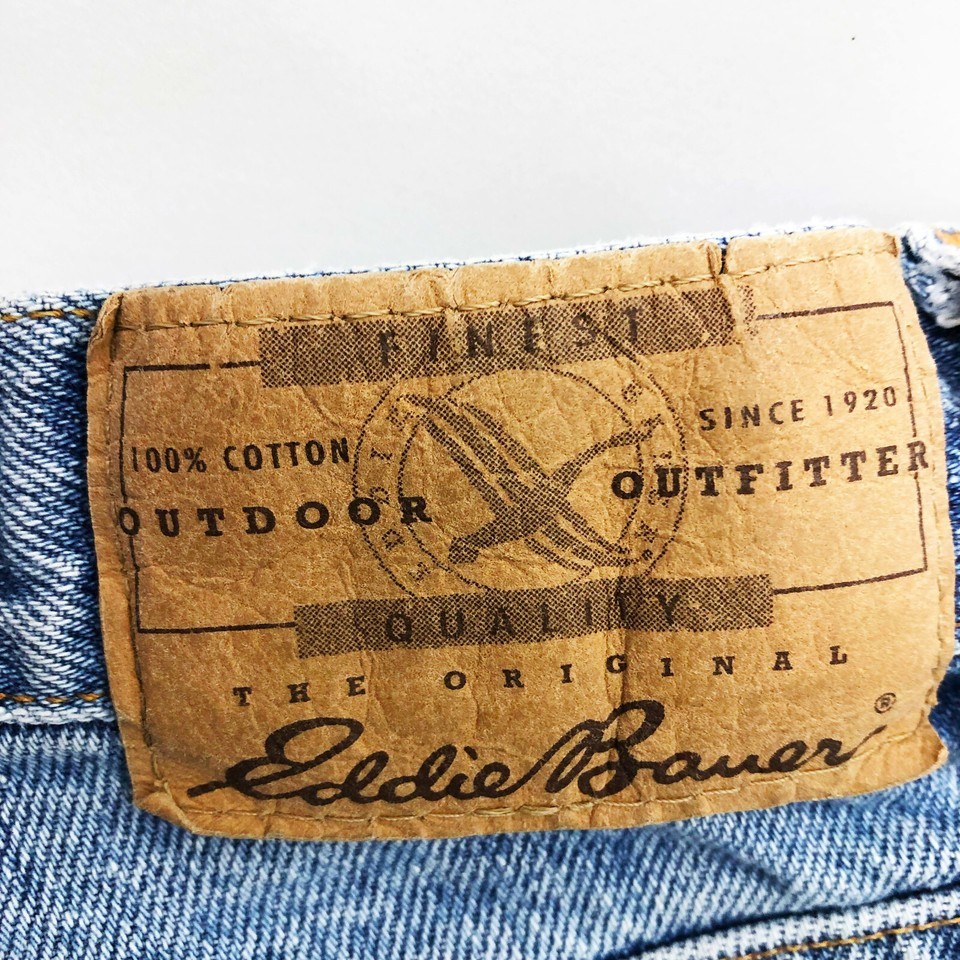 FINEST
100% COTTON
SINCE 1920
OUTDOOR OUTFITTER
QUALITY
THE ORIGINAL
Eddie Bauer ®